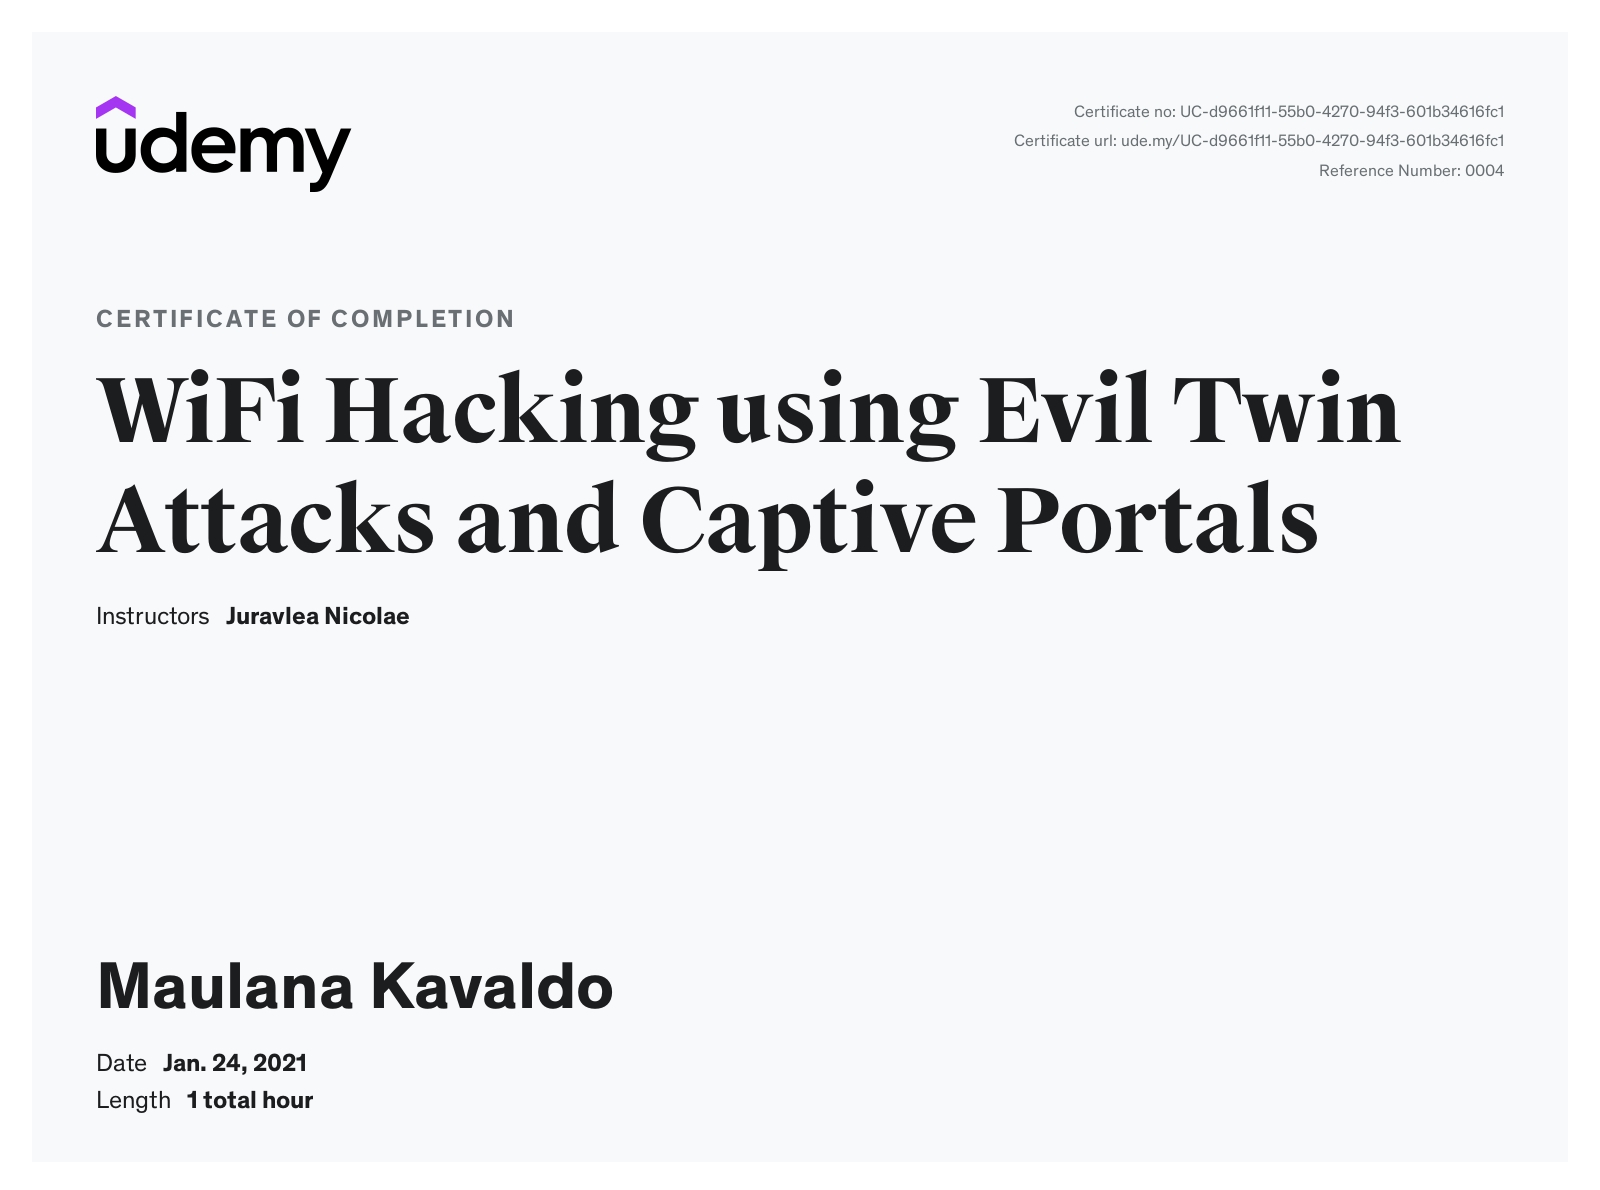 udemy
Certificate no: UC-d9661f11-55b0-4270-94f3-601b34616fc1
Certificate url: ude.my/UC-d9661f11-55b0-4270-94f3-601b34616fc1
Reference Number: 0004
CERTIFICATE OF COMPLETION
WiFi Hacking using Evil Twin
Attacks and Captive Portals
Instructors Juravlea Nicolae
Maulana Kavaldo
Date Jan. 24, 2021
Length 1 total hour